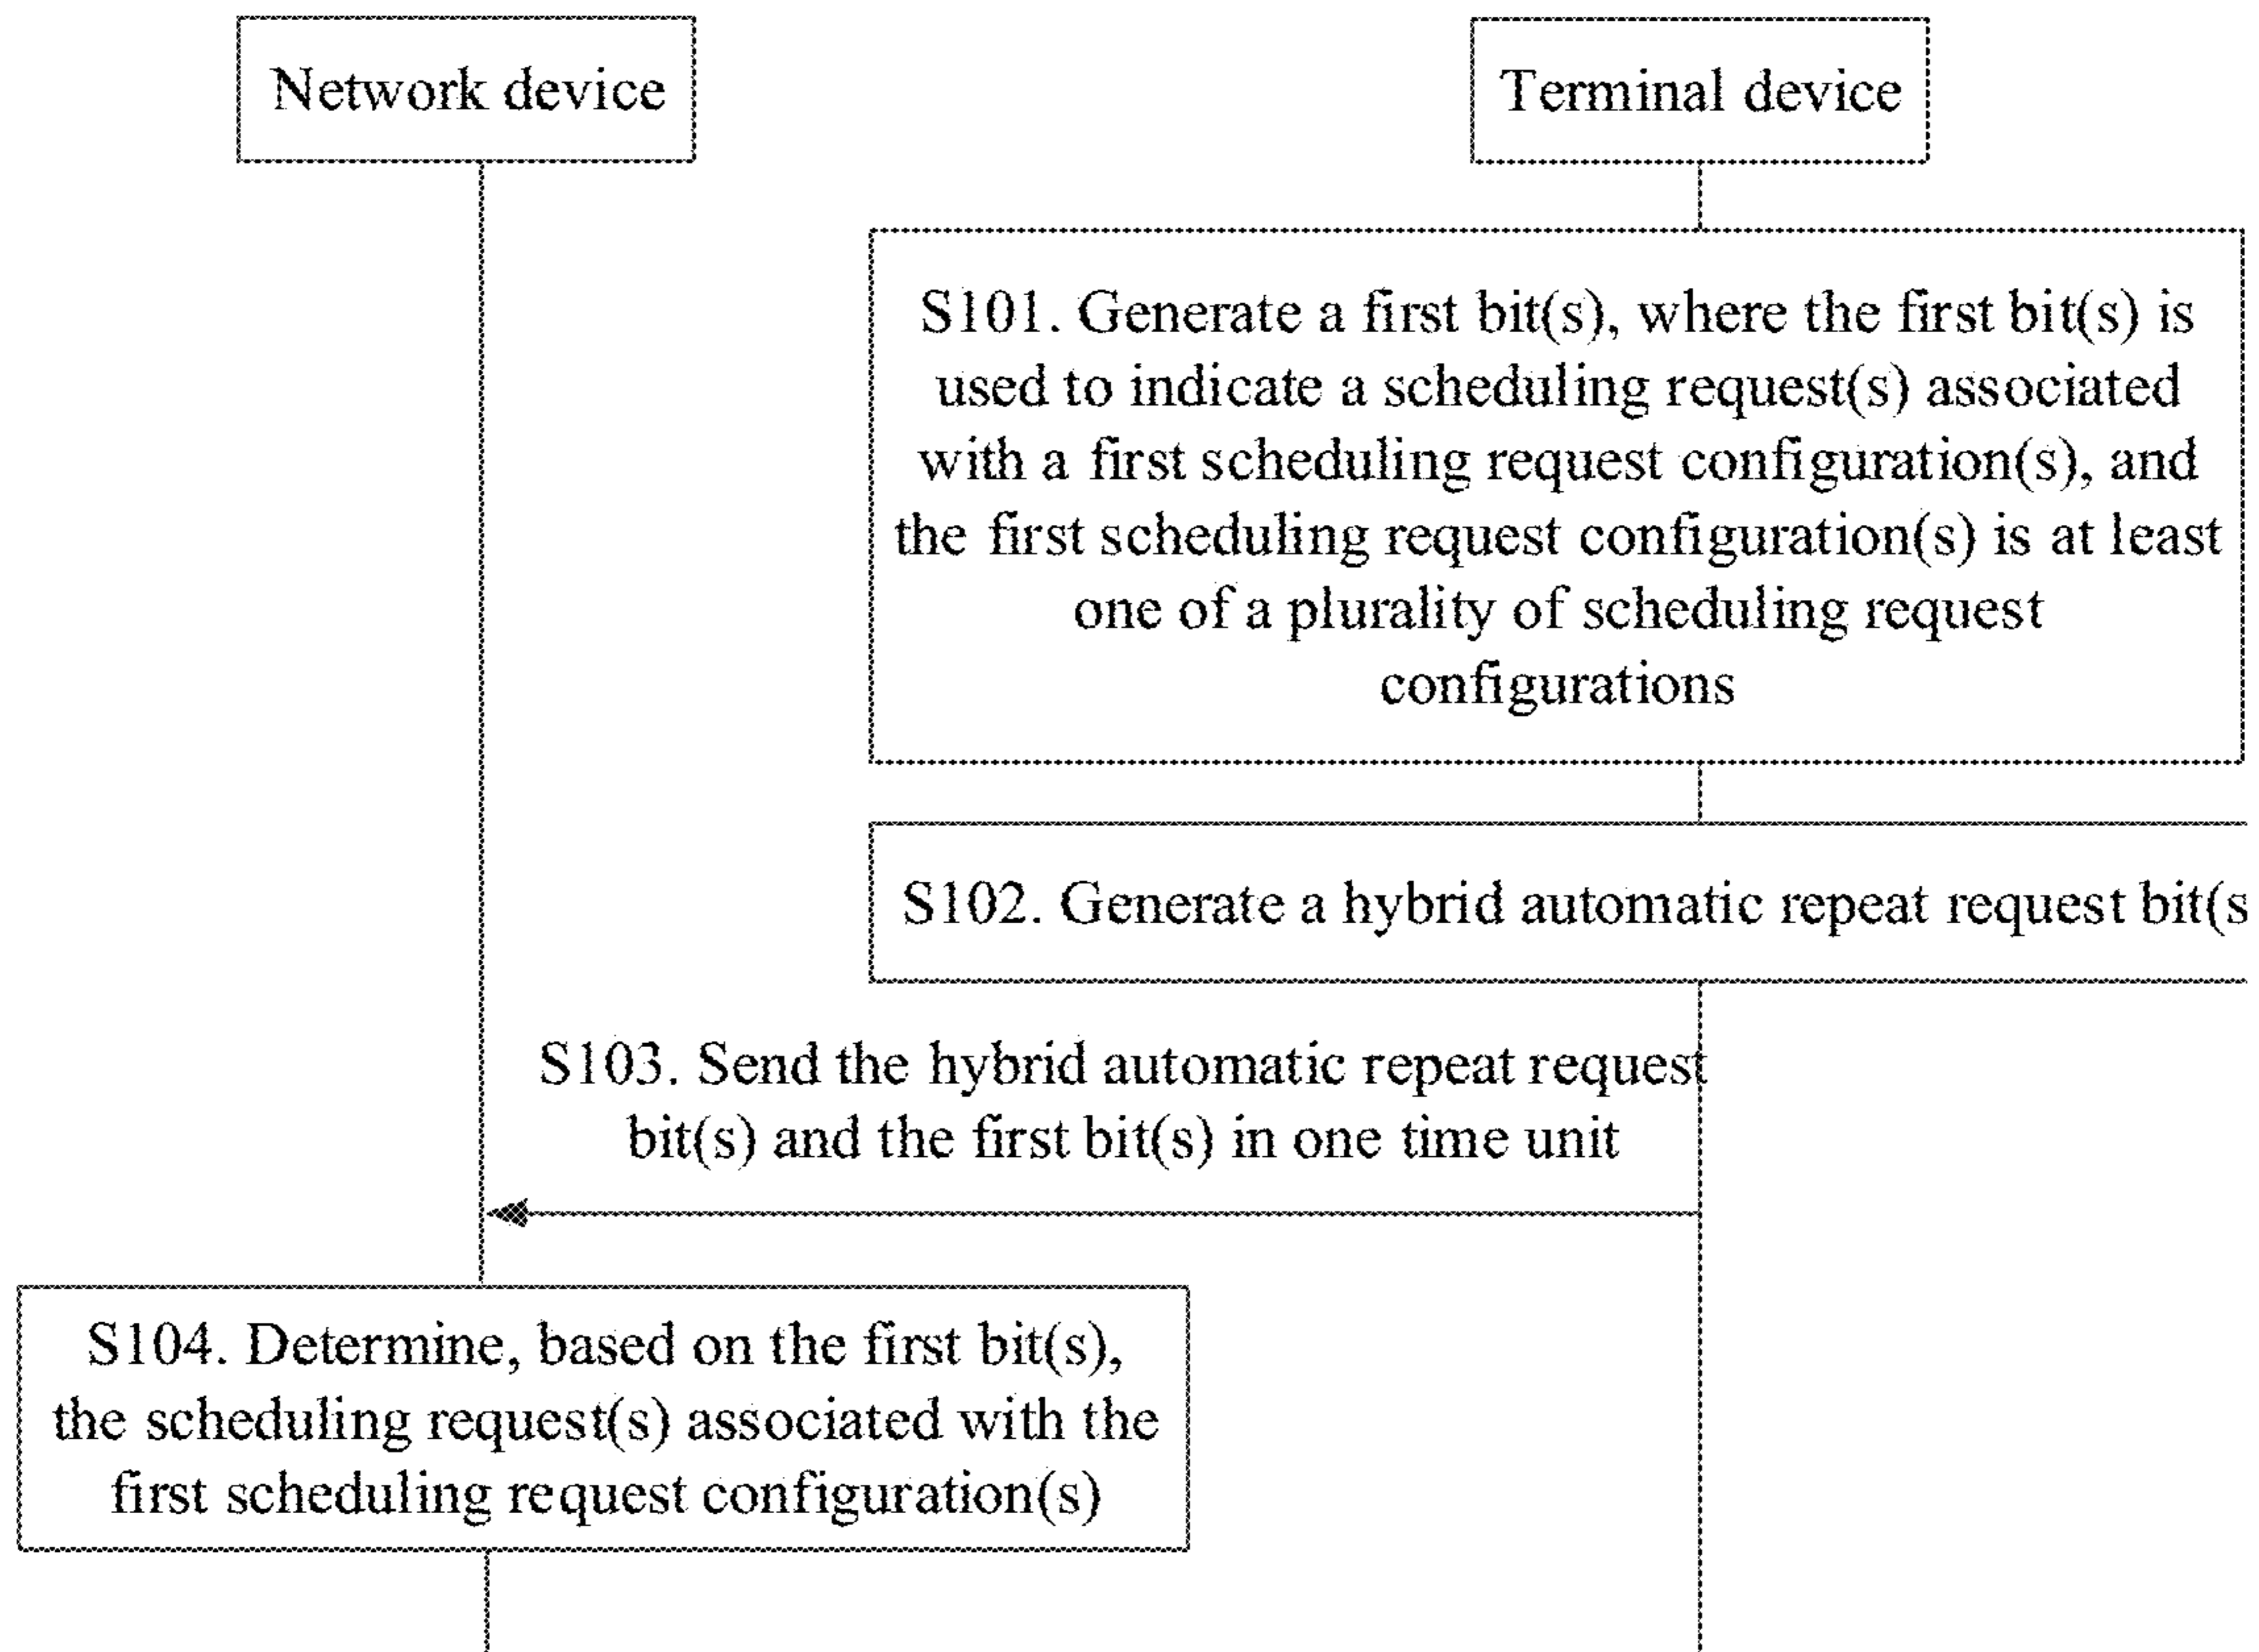 Network device
Terminal device
S101. Generate a first bit(s), where the first bit(s) is
used to indicate a scheduling request(s) associated
with a first scheduling request configuration(s), and
the first scheduling request configuration(s) is at least
one of a plurality of scheduling request
configurations
S102. Generate a hybrid automatic repeat request bit(s
S103. Send the hybrid automatic repeat request
bit(s) and the first bit(s) in one time unit
S104. Determine, based on the first bit(s),
the scheduling request(s) associated with the
first scheduling request configuration(s)